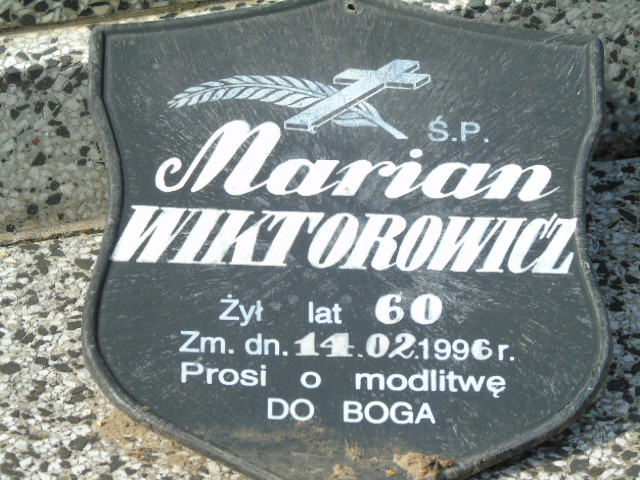 Ś.P.
Marian
WIKTOROWICZ
Żył lat 60
Zm. dn. 14.02.1996 r.
Prosi o modlitwę
DO BOGA